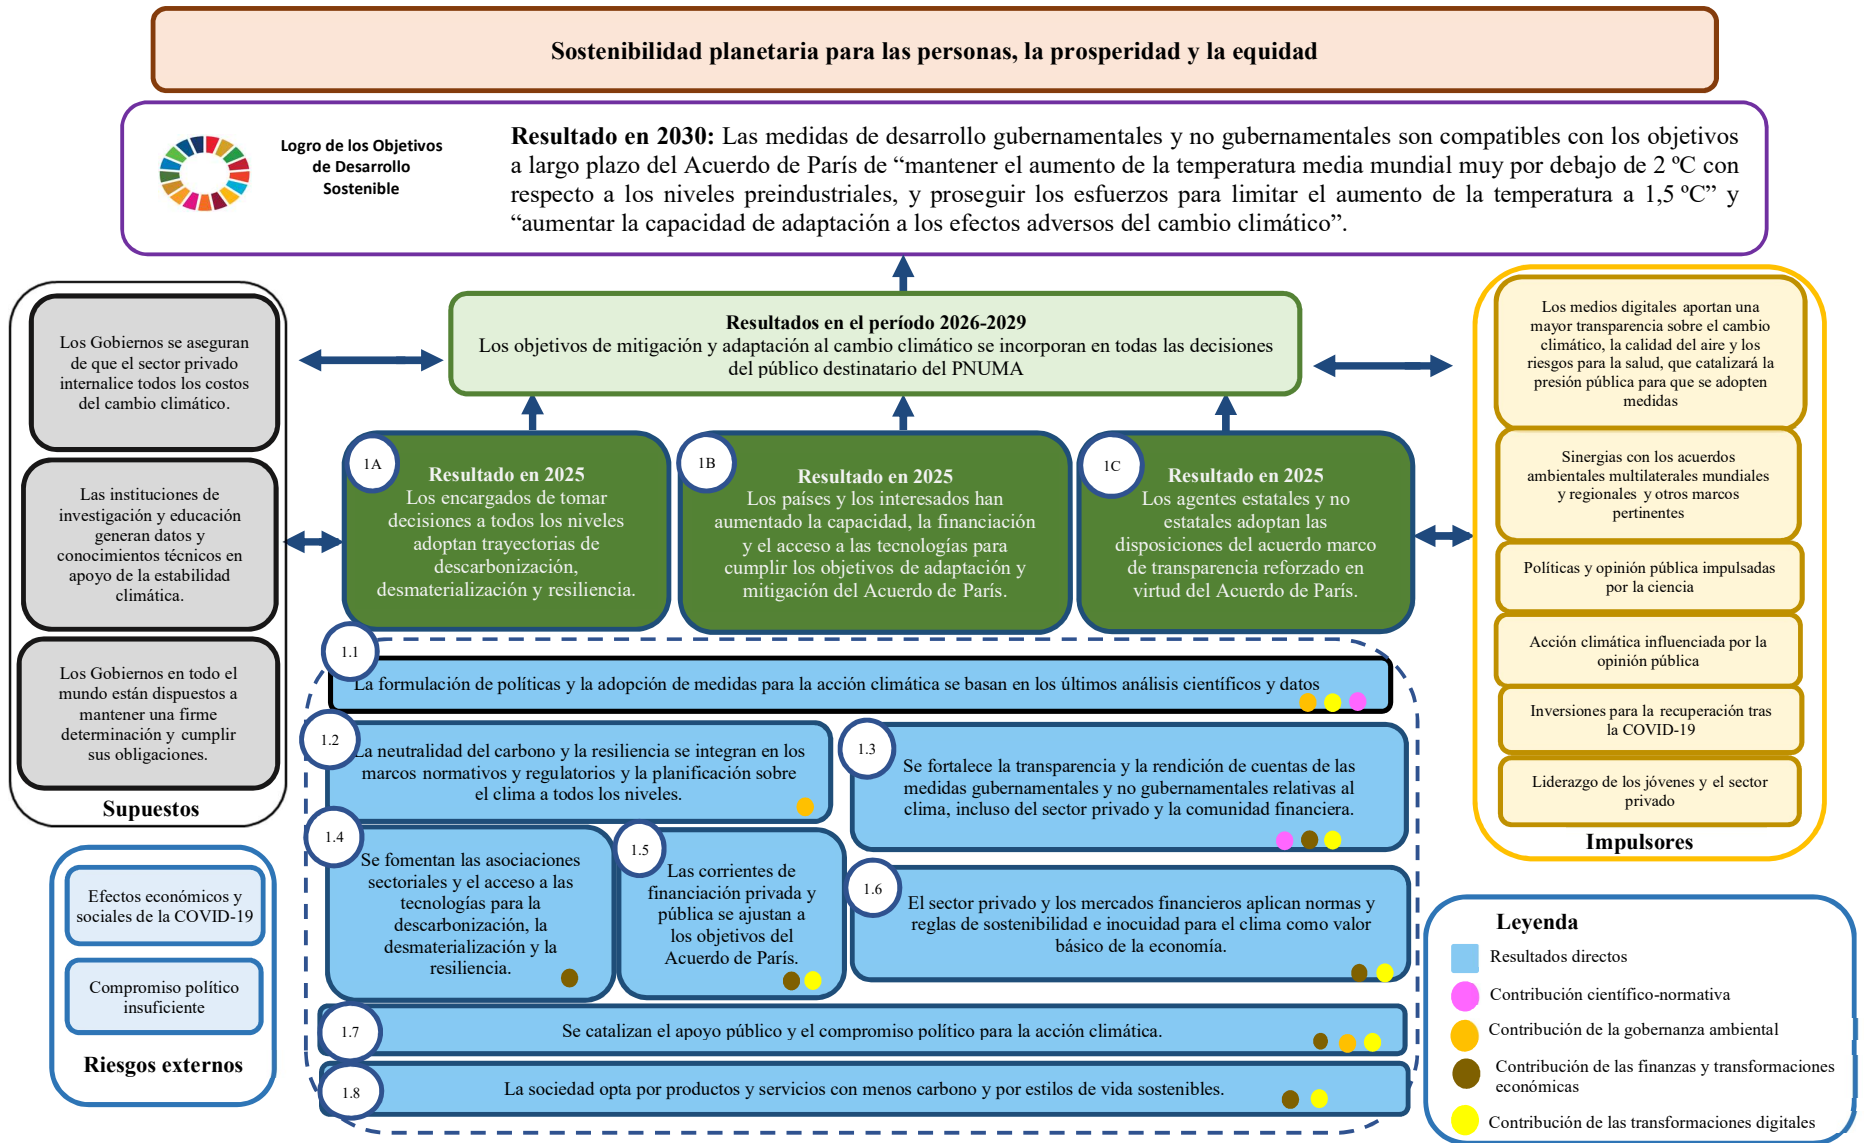 Sostenibilidad planetaria para las personas, la prosperidad y la equidad
Logro de los Objetivos
de Desarrollo
Sostenible
Resultado en 2030: Las medidas de desarrollo gubernamentales y no gubernamentales son compatibles con los objetivos
a largo plazo del Acuerdo de París de “mantener el aumento de la temperatura media mundial muy por debajo de 2 ºC con
respecto a los niveles preindustriales, y proseguir los esfuerzos para limitar el aumento de la temperatura a 1,5 ºC” y
“aumentar la capacidad de adaptación a los efectos adversos del cambio climático”.
Los Gobiernos se aseguran
de que el sector privado
internalice todos los costos
del cambio climático.
Las instituciones de
investigación y educación
generan datos y
conocimientos técnicos en
apoyo de la estabilidad
climática.
Los Gobiernos en todo el
mundo están dispuestos a
mantener una firme
determinación y cumplir
sus obligaciones.
Supuestos
Efectos económicos y
sociales de la COVID-19
Compromiso político
insuficiente
Riesgos externos
Resultados en el período 2026-2029
Los objetivos de mitigación y adaptación al cambio climático se incorporan en todas las decisiones
del público destinatario del PNUMA
1A
Resultado en 2025
Los encargados de tomar
decisiones a todos los niveles
adoptan trayectorias de
descarbonización,
desmaterialización y resiliencia.
1B
Resultado en 2025
Los países y los interesados han
aumentado la capacidad, la financiación
y el acceso a las tecnologías para
cumplir los objetivos de adaptación y
mitigación del Acuerdo de París.
1C
Resultado en 2025
Los agentes estatales y no
estatales adoptan las
disposiciones del acuerdo marco
de transparencia reforzado en
virtud del Acuerdo de París.
1.1
La formulación de políticas y la adopción de medidas para la acción climática se basan en los últimos análisis científicos y datos
1.2
La neutralidad del carbono y la resiliencia se integran en los
marcos normativos y regulatorios y la planificación sobre
el clima a todos los niveles.
1.3
Se fortalece la transparencia y la rendición de cuentas de las
medidas gubernamentales y no gubernamentales relativas al
clima, incluso del sector privado y la comunidad financiera.
1.4
Se fomentan las asociaciones
sectoriales y el acceso a las
tecnologías para la
descarbonización, la
desmaterialización y la
resiliencia.
1.5
Las corrientes de
financiación privada y
pública se ajustan a
los objetivos del
Acuerdo de París.
1.6
El sector privado y los mercados financieros aplican normas y
reglas de sostenibilidad e inocuidad para el clima como valor
básico de la economía.
1.7
Se catalizan el apoyo público y el compromiso político para la acción climática.
1.8
La sociedad opta por productos y servicios con menos carbono y por estilos de vida sostenibles.
Los medios digitales aportan una
mayor transparencia sobre el cambio
climático, la calidad del aire y los
riesgos para la salud, que catalizará la
presión pública para que se adopten
medidas
Sinergias con los acuerdos
ambientales multilaterales mundiales
y regionales y otros marcos
pertinentes
Políticas y opinión pública impulsadas
por la ciencia
Acción climática influenciada por la
opinión pública
Inversiones para la recuperación tras
la COVID-19
Liderazgo de los jóvenes y el sector
privado
Impulsores
Leyenda
Resultados directos
Contribución científico-normativa
Contribución de la gobernanza ambiental
Contribución de las finanzas y transformaciones
económicas
Contribución de las transformaciones digitales